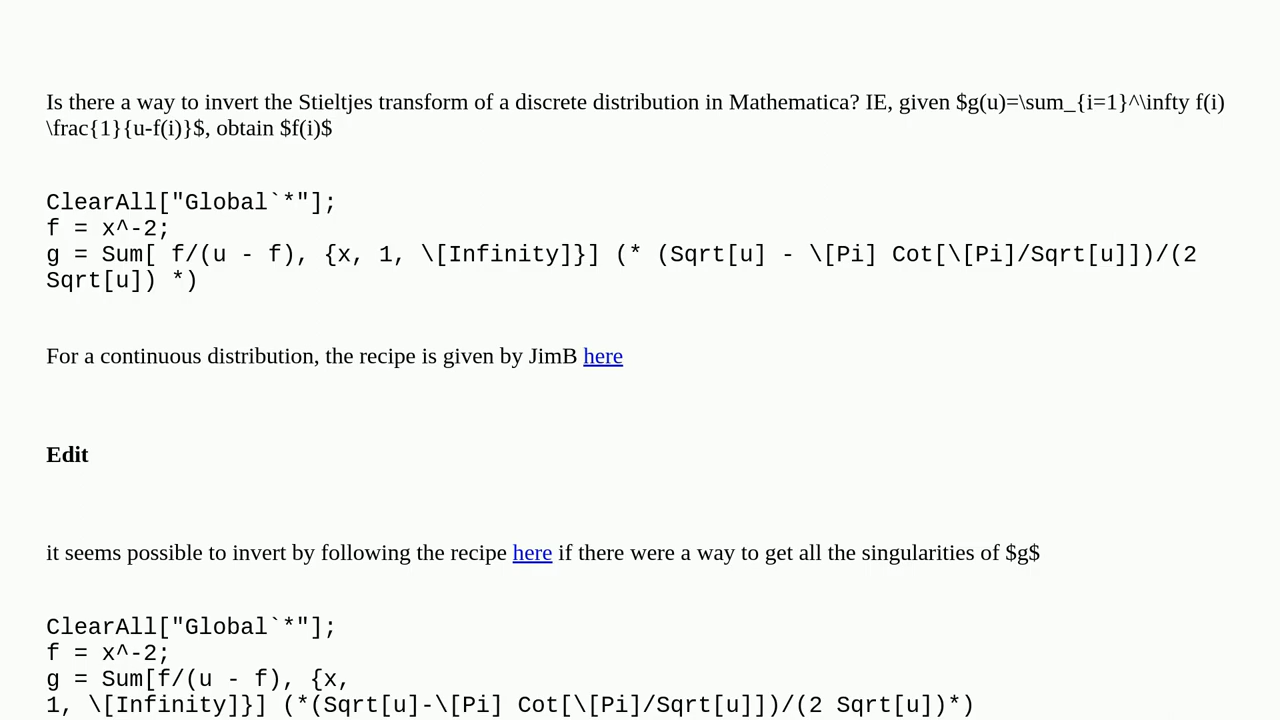 Is there a way to invert the Stieltjes transform of a discrete distribution in Mathematica? IE, given $g(u)=\sum_{i=1}^\infty f(i)
\frac{1}{u-f(i)}$, obtain $f(i)$
ClearAll["Global`*"];
f = x^-2;
g = Sum[ f/(u - f), {x, 1, \[Infinity]}] (* (Sqrt[u] - \[Pi] Cot[\[Pi]/Sqrt[u]])/(2
Sqrt[u]) *)
For a continuous distribution, the recipe is given by JimB here
Edit
it seems possible to invert by following the recipe here if there were a way to get all the singularities of $g$
ClearAll["Global`*"];
f = x^-2;
g = Sum[f/(u - f), {x,
1, \[Infinity]}] (*(Sqrt[u]-\[Pi] Cot[\[Pi]/Sqrt[u]])/(2 Sqrt[u])*)